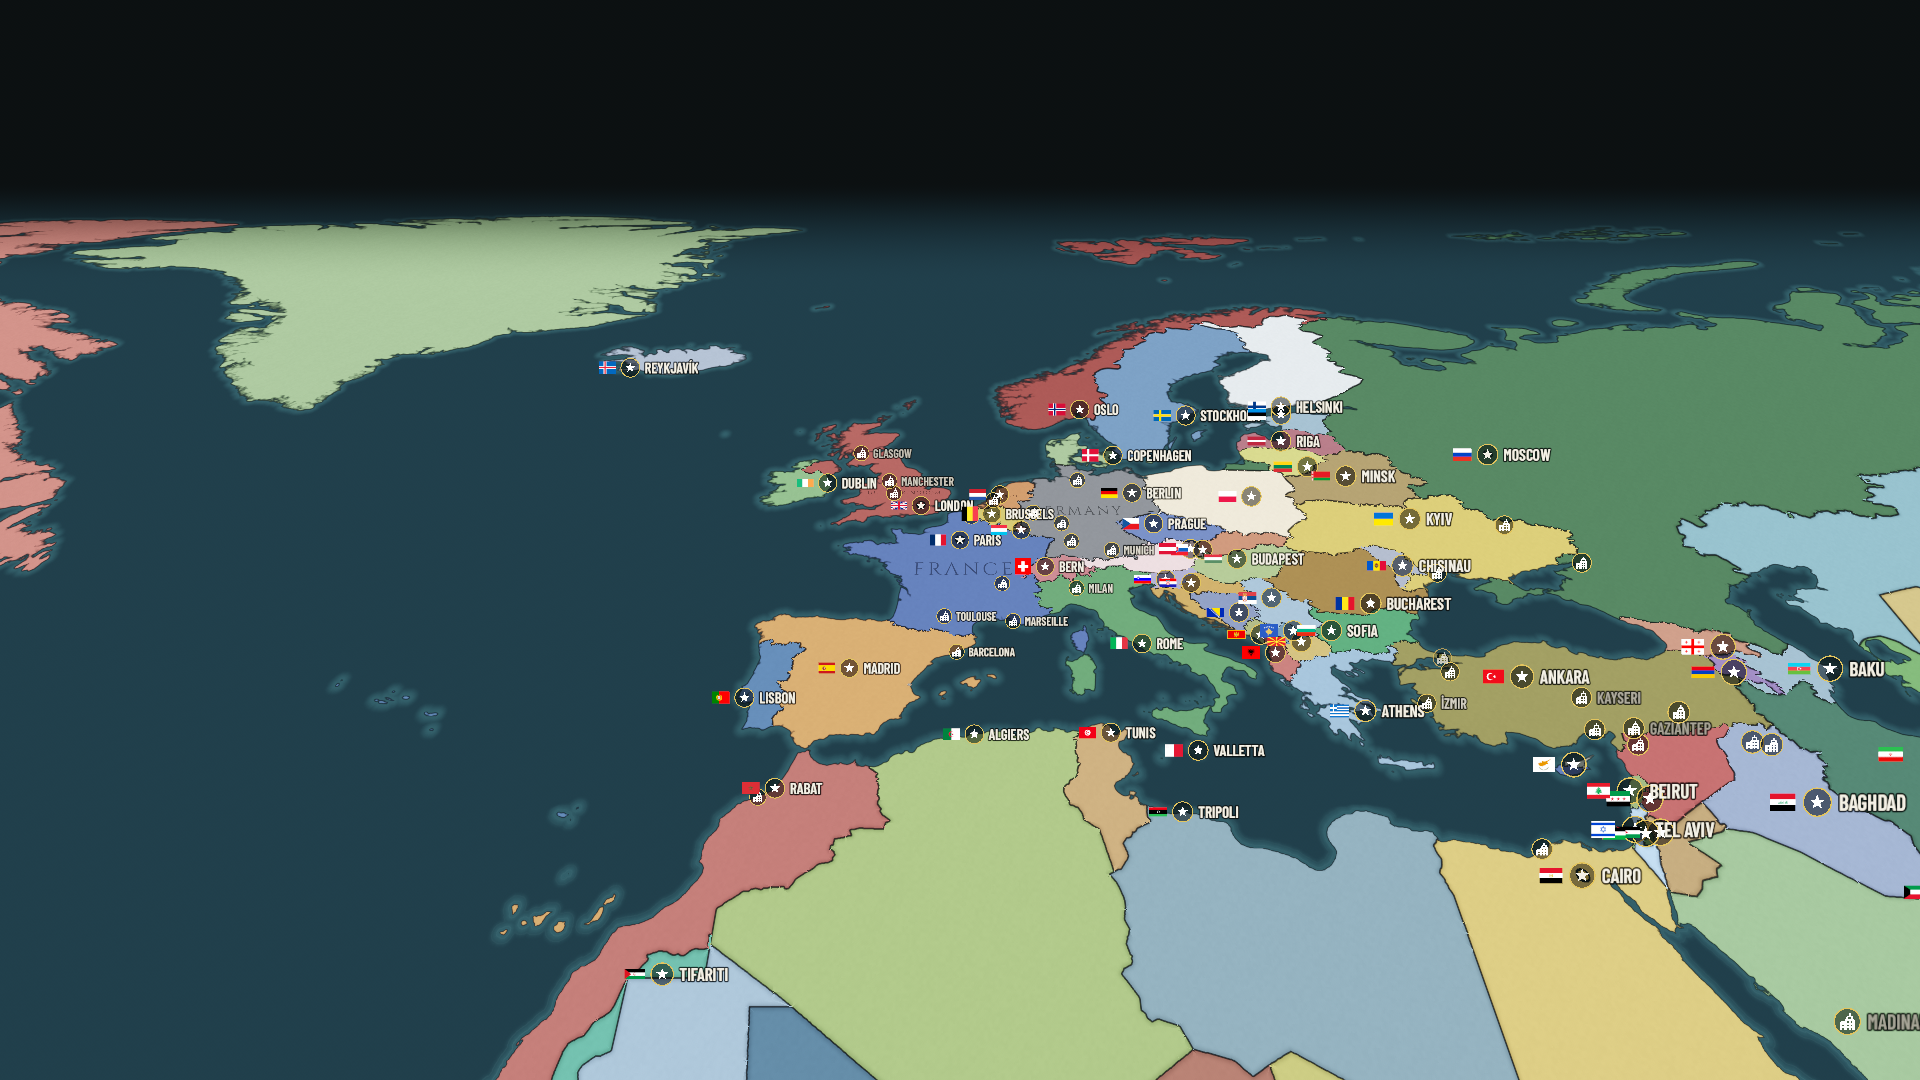 REYKJAVÍK
OSLO
STOCKHO
HELSINKI
RIGA
GLASGOW
COPENHAGEN
MOSCOW
DUBLIN
MANCHESTER
MINSK
LONDON
BERLIN
BRUSSELS
RMANY
PRAGUE
KYIV
PARIS
MUNICH
BUDAPEST
FRANCE
BERN
CHISINAU
MILAN
BUCHAREST
TOULOUSE
MARSEILLE
SOFIA
ROME
BARCELONA
MADRID
ANKARA
BAKU
LISBON
KAYSERI
ATHENS
İZMIR
ALGIERS
TUNIS
GAZIANTEP
VALLETTA
RABAT
BEIRUT
BAGHDAD
TRIPOLI
TEL AVIV
CAIRO
TIFARITI
MADINA